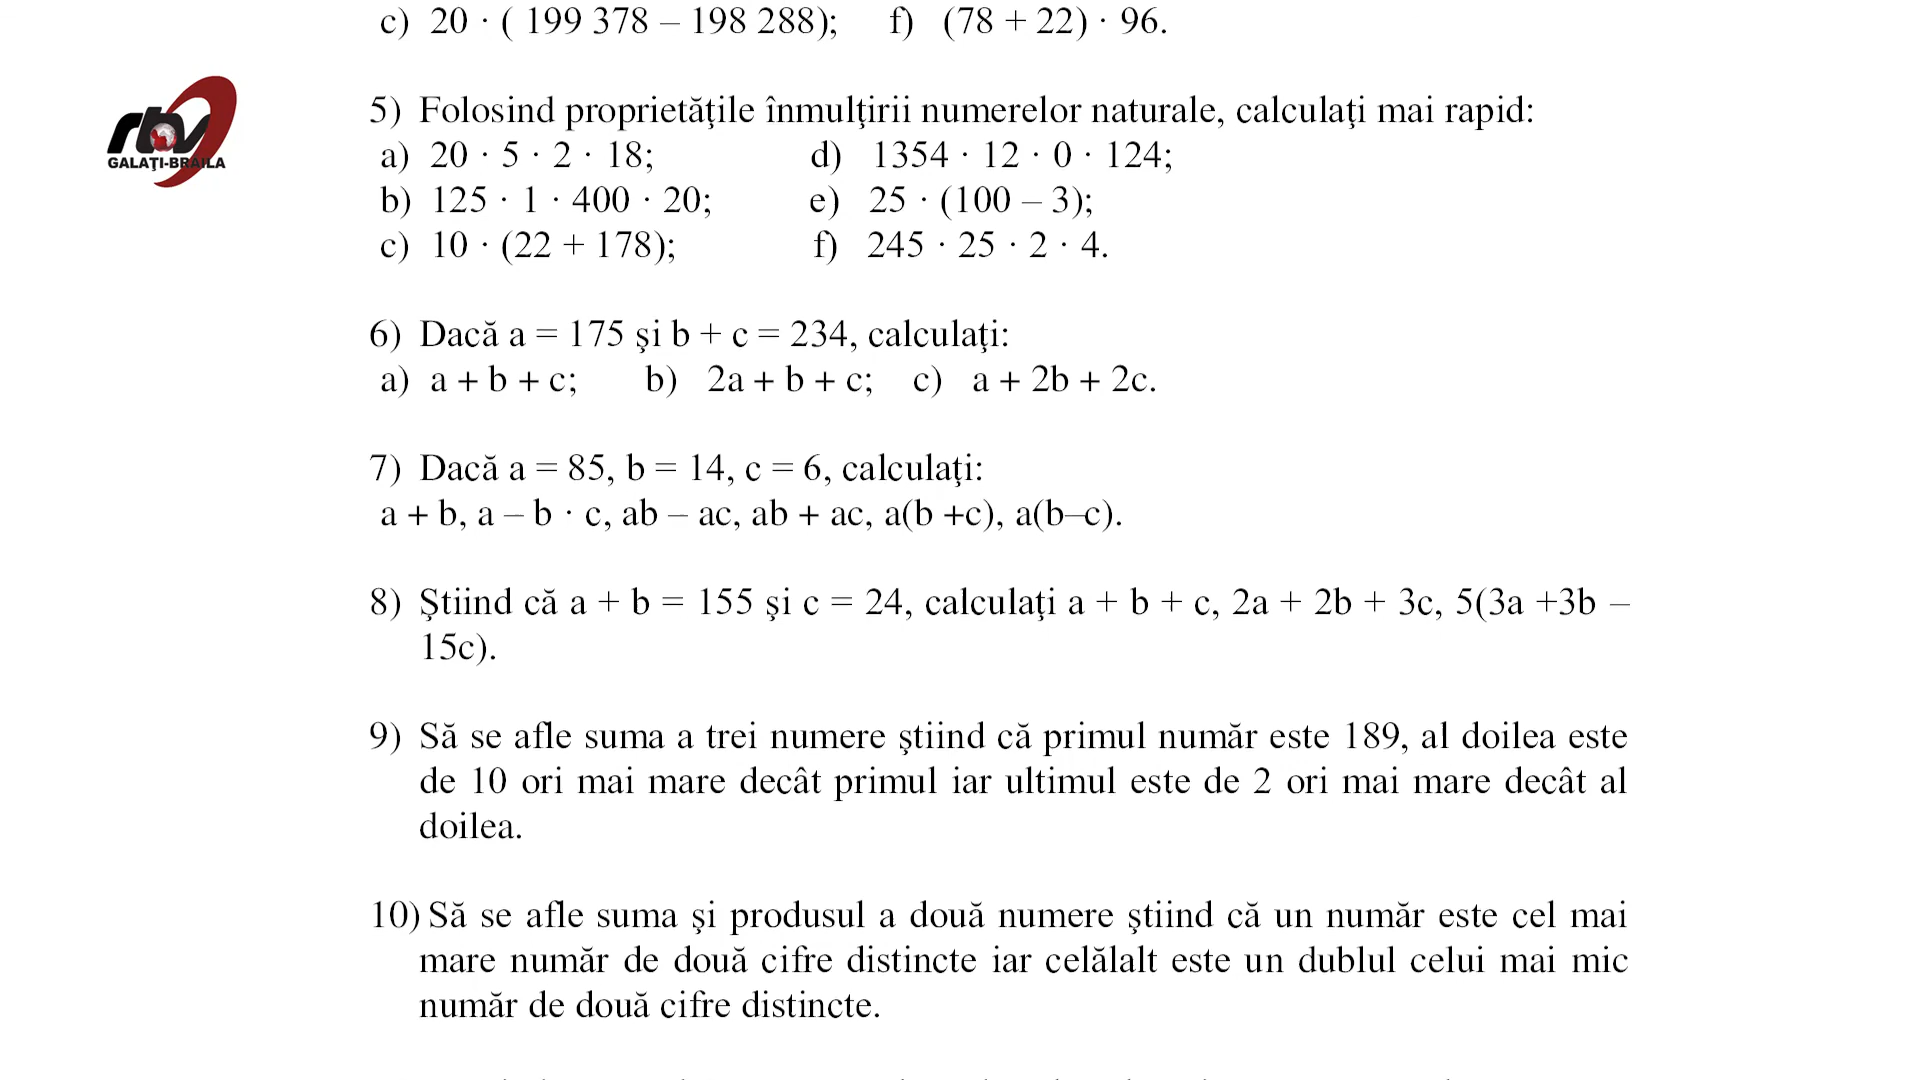 c) 20 · ( 199 378 – 198 288); f) (78 + 22) · 96.
rtv
GALAŢI-BRĂILA
5) Folosind proprietăţile înmulţirii numerelor naturale, calculaţi mai rapid:
a) 20 · 5 · 2 · 18; d) 1354 · 12 · 0 · 124;
b) 125 · 1 · 400 · 20; e) 25 · (100 – 3);
c) 10 · (22 + 178); f) 245 · 25 · 2 · 4.
6) Dacă a = 175 şi b + c = 234, calculaţi:
a) a + b + c; b) 2a + b + c; c) a + 2b + 2c.
7) Dacă a = 85, b = 14, c = 6, calculaţi:
a + b, a – b · c, ab – ac, ab + ac, a(b +c), a(b–c).
8) Ştiind că a + b = 155 şi c = 24, calculaţi a + b + c, 2a + 2b + 3c, 5(3a +3b –
15c).
9) Să se afle suma a trei numere ştiind că primul număr este 189, al doilea este
de 10 ori mai mare decât primul iar ultimul este de 2 ori mai mare decât al
doilea.
10) Să se afle suma şi produsul a două numere ştiind că un număr este cel mai
mare număr de două cifre distincte iar celălalt este un dublul celui mai mic
număr de două cifre distincte.